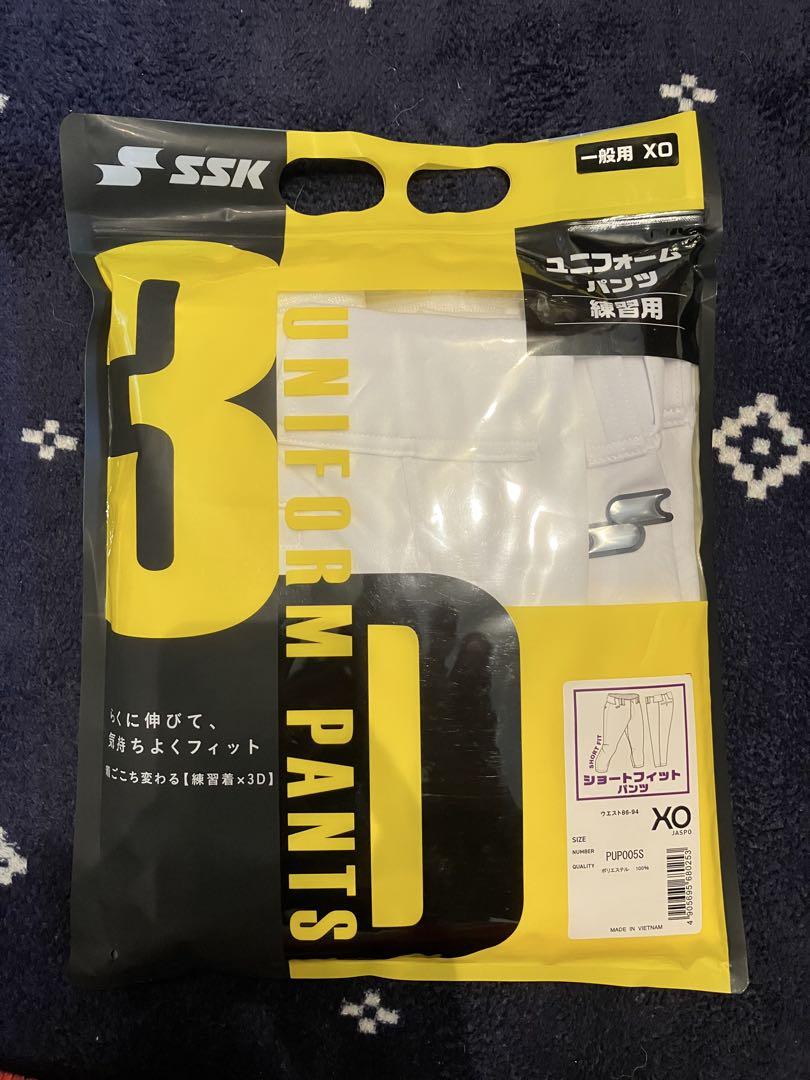 SSK
一般用 XO
ユニフォーム
パンツ
練習用
3D
UNIFORM PANTS
らくに伸びて、
気持ちよくフィット
着ごこち変わる【練習着×3D】
SHORT FIT
ショートフィット
パンツ
ウエスト86-94
XO
JASPO
SIZE
NUMBER PUP005S
QUALITY ポリエステル 100%
4 905695 680253
MADE IN VIETNAM